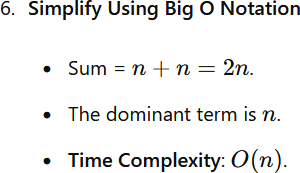 6. Simplify Using Big O Notation
• Sum = n + n = 2n.
• The dominant term is n.
• Time Complexity: O(n).